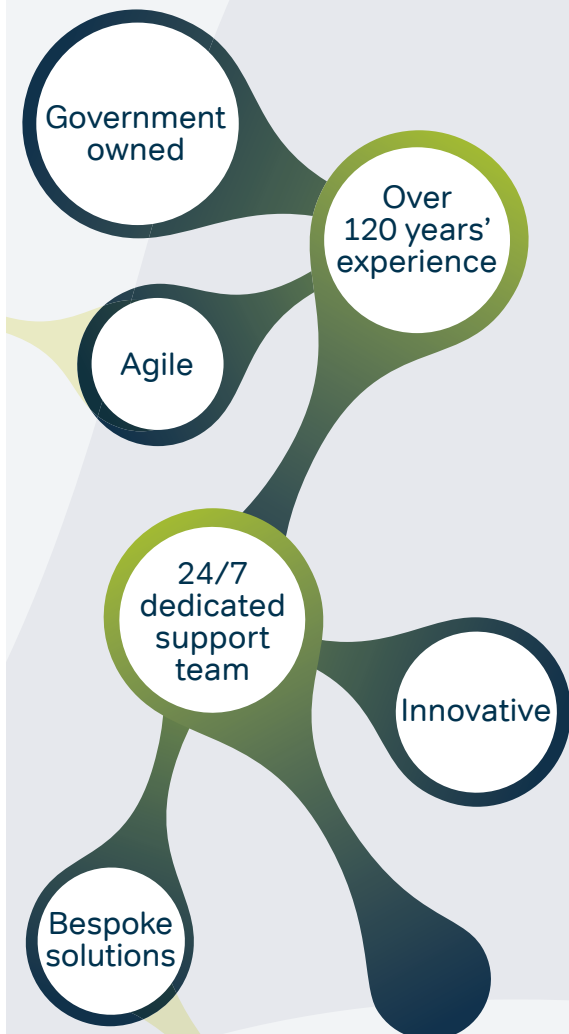 Government
owned
Over
120 years’
experience
Agile
24/7
dedicated
support
team
Innovative
Bespoke
solutions